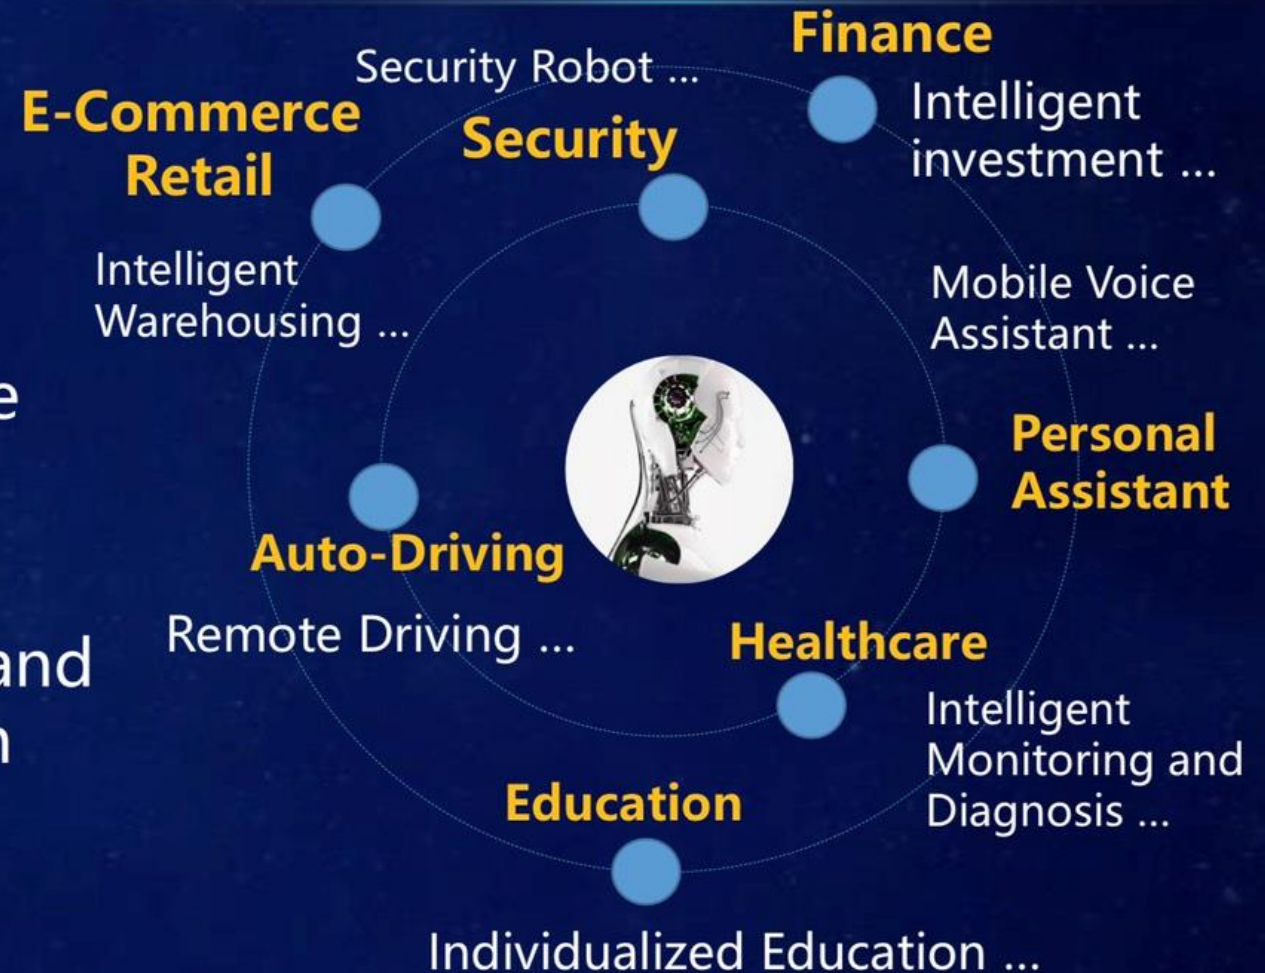 Finance
Security Robot ...
E-Commerce
Retail
Security
Intelligent
investment ...
Intelligent
Warehousing ...
Mobile Voice
Assistant ...
Personal
Assistant
Auto-Driving
Remote Driving ...
and
Healthcare
Intelligent
Monitoring and
Diagnosis ...
Education
Individualized Education ...